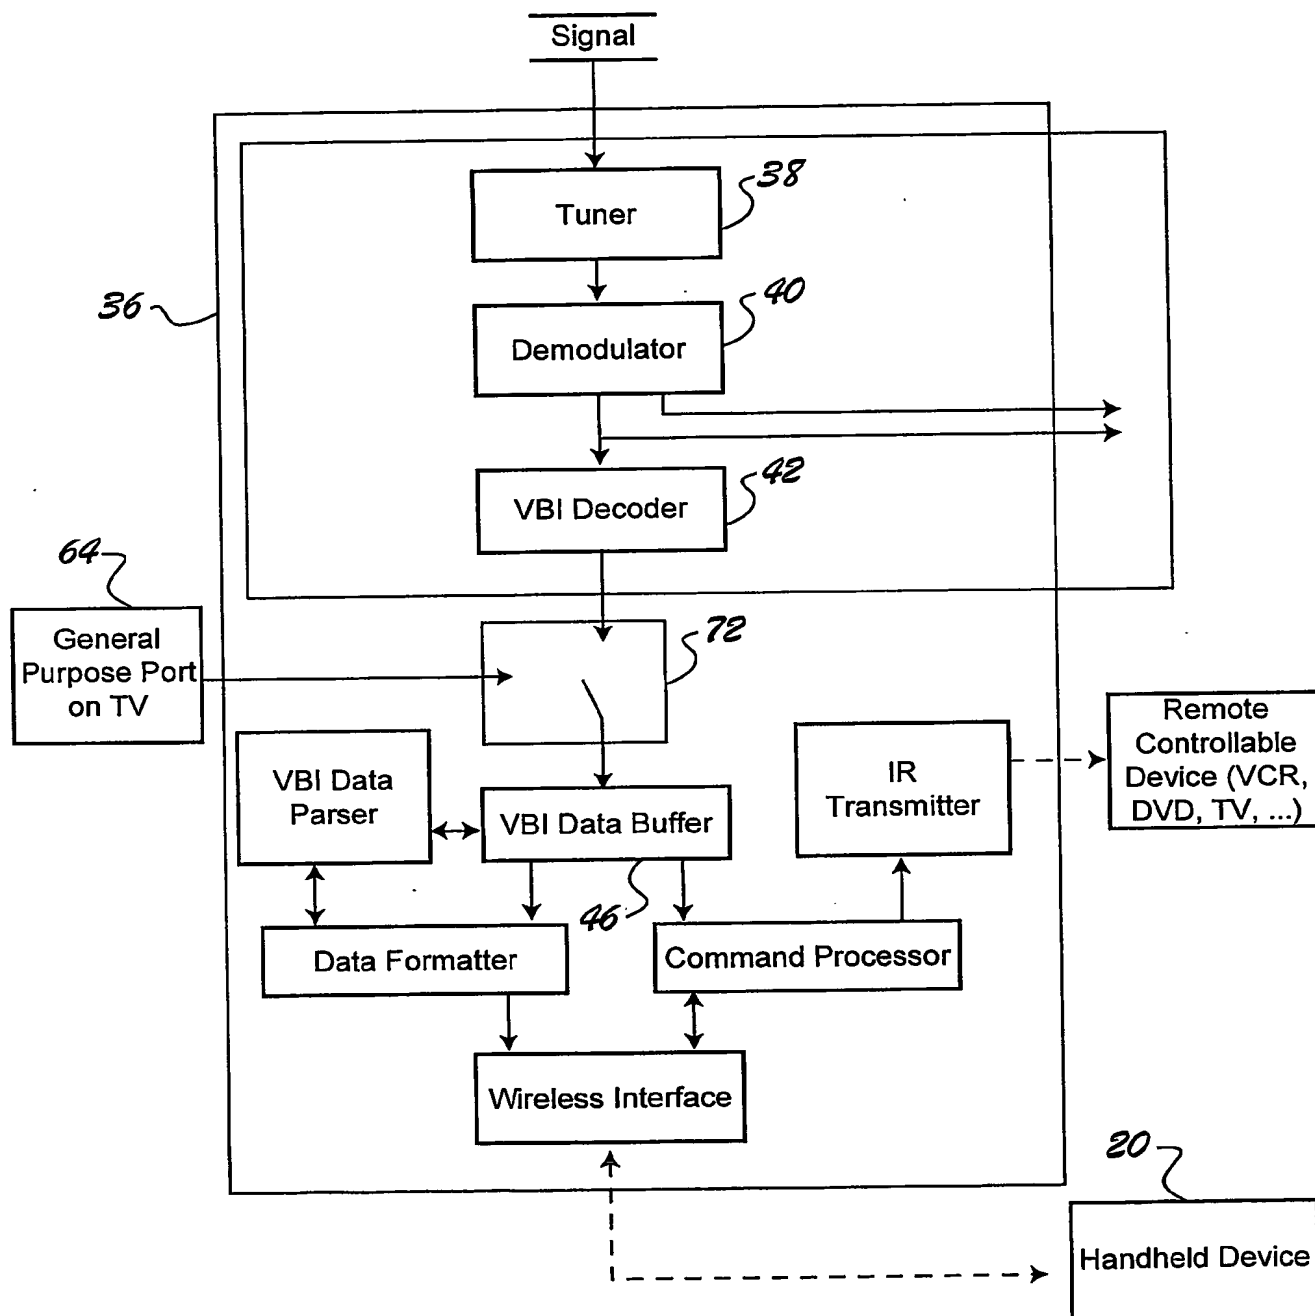 Signal
38
Tuner
36
40
Demodulator
42
VBI Decoder
64
General
Purpose Port
on TV
72
Remote
Controllable
Device (VCR,
DVD, TV, ...)
IR
Transmitter
VBI Data
Parser
VBI Data Buffer
46
Data Formatter
Command Processor
Wireless Interface
20
Handheld Device